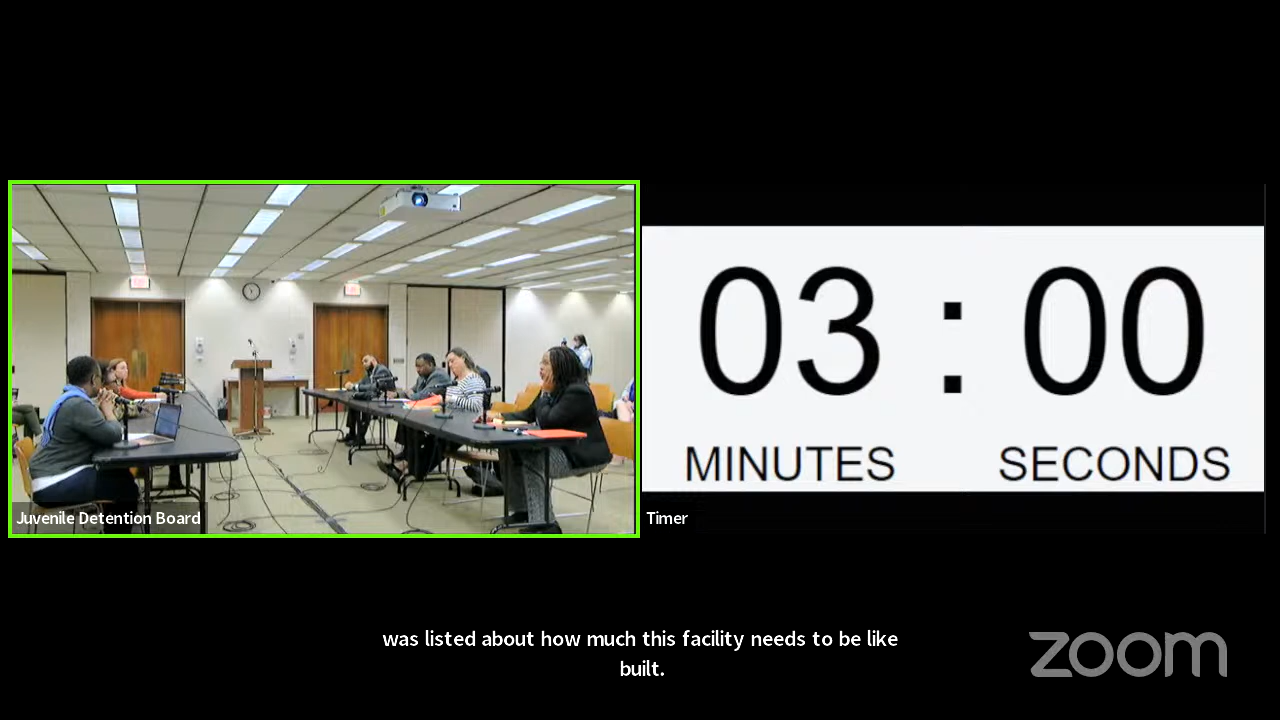 03 : 00
MINUTES SECONDS
Juvenile Detention Board
Timer
was listed about how much this facility needs to be like
built.
zoom